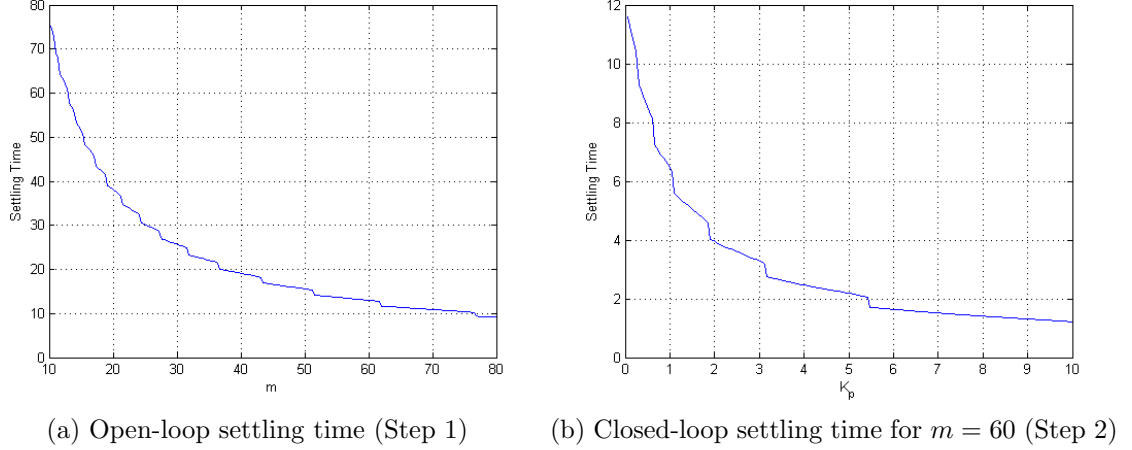 80
70
60
50
40
30
20
10
0
Settling Time
10 20 30 40 50 60 70 80
m
(a) Open-loop settling time (Step 1)
12
10
8
6
4
2
0
Settling Time
0 1 2 3 4 5 6 7 8 9 10
K_p
(b) Closed-loop settling time for m = 60 (Step 2)